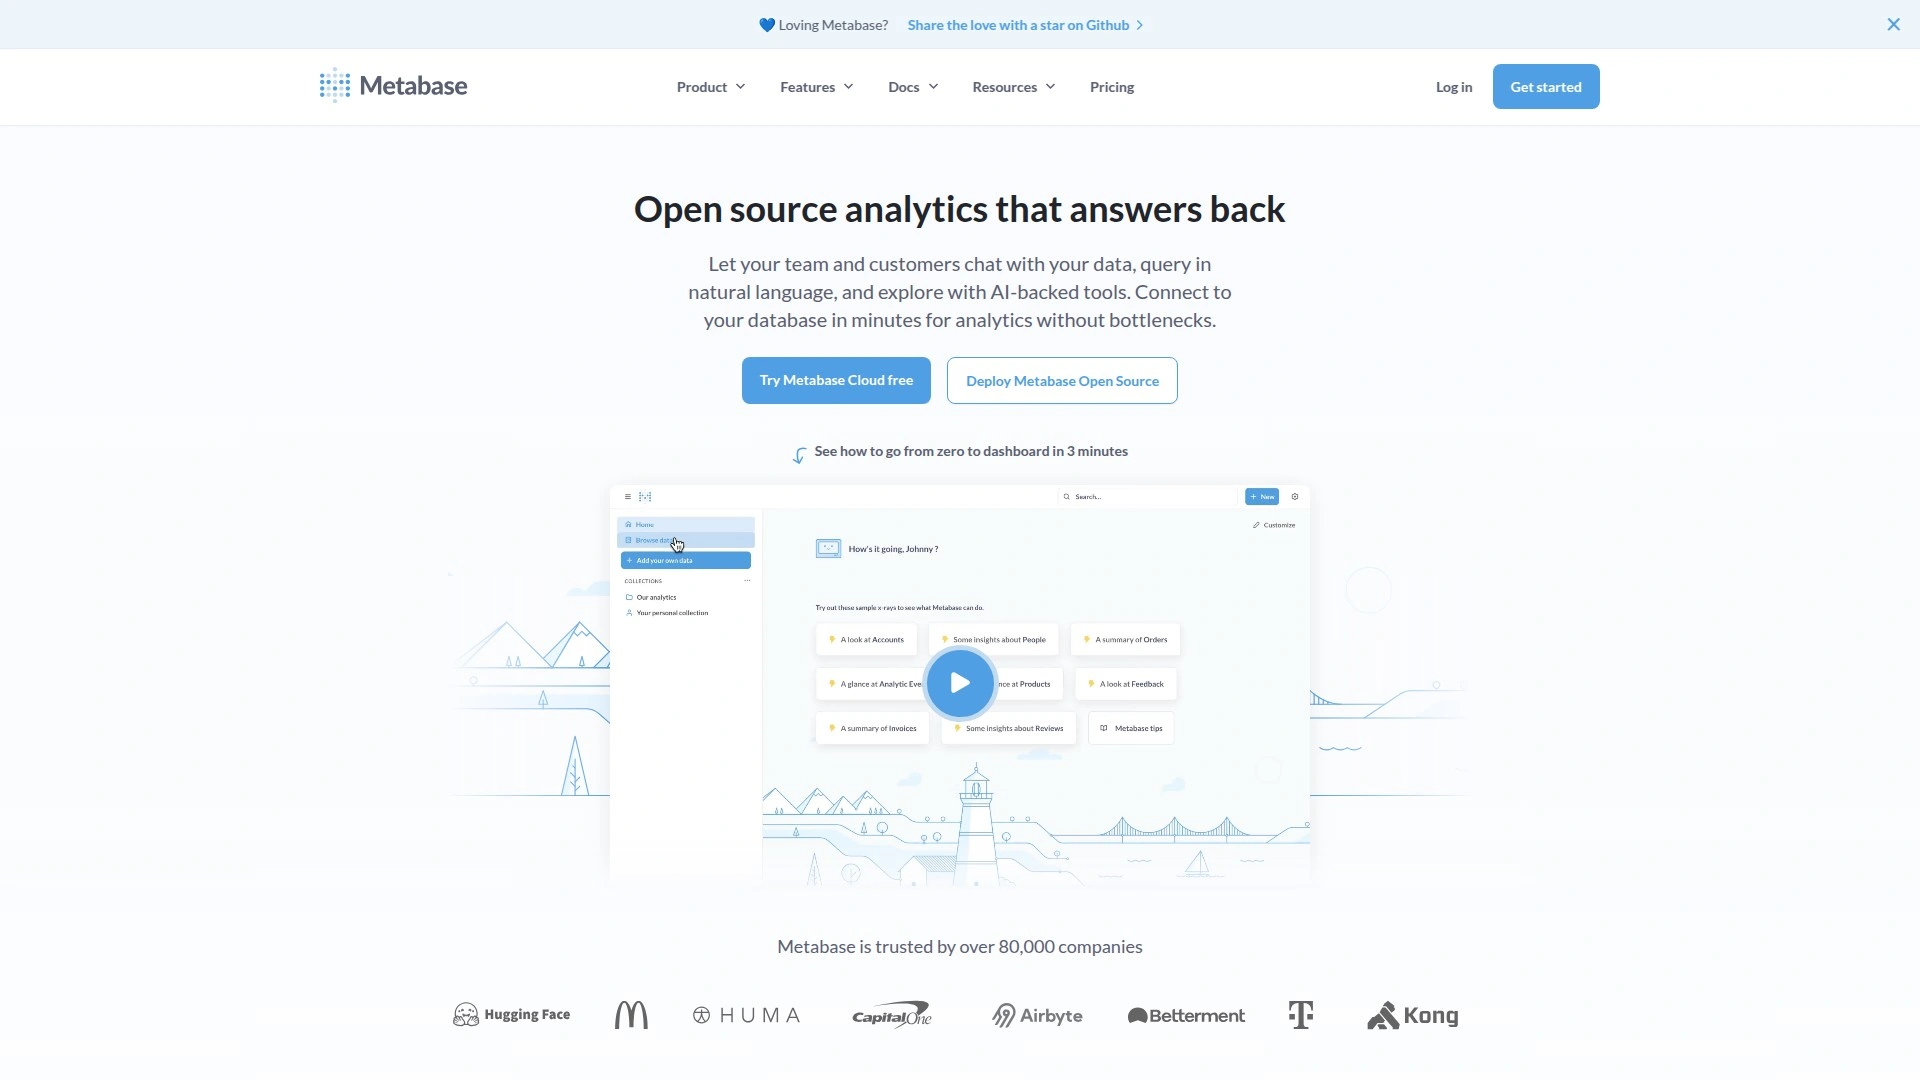 💙 Loving Metabase? Share the love with a star on Github
Metabase
Product Features Docs Resources Pricing Log in Get started
Open source analytics that answers back
Let your team and customers chat with your data, query in
natural language, and explore with AI-backed tools. Connect to
your database in minutes for analytics without bottlenecks.
Try Metabase Cloud free Deploy Metabase Open Source
See how to go from zero to dashboard in 3 minutes
Search... + New
Home
Customize
Browse data
How's it going, Johnny ?
+ Add your own data
COLLECTIONS
Our analytics
Your personal collection
Try out these sample x-rays to see what Metabase can do.
A look at Accounts Some insights about People A summary of Orders
A glance at Analytic Eve nce at Products A look at Feedback
A summary of Invoices Some insights about Reviews Metabase tips
Metabase is trusted by over 80,000 companies
Hugging Face HUMA Capital One Airbyte Betterment T Kong